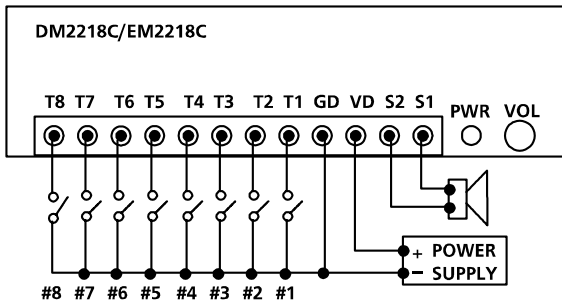 DM2218C/EM2218C
T8 T7 T6 T5 T4 T3 T2 T1 GD VD S2 S1 PWR VOL
+ POWER
− SUPPLY
#8 #7 #6 #5 #4 #3 #2 #1